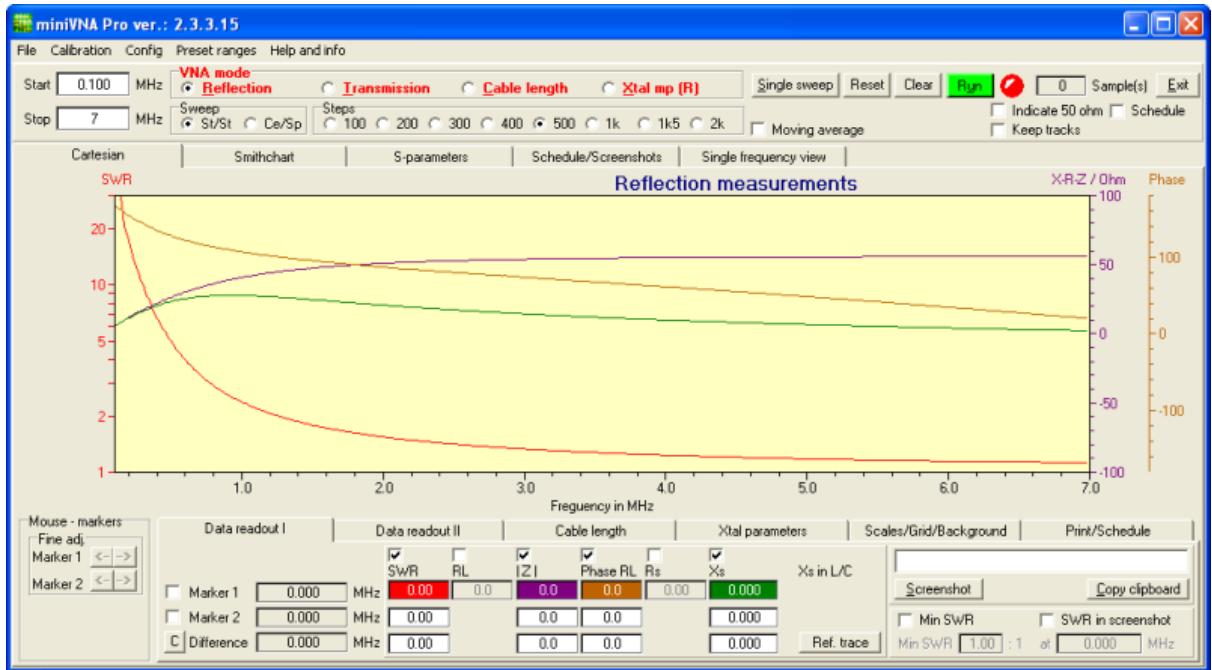 miniVNA Pro ver.: 2.3.3.15
File Calibration Config Preset ranges Help and info
Start 0.100 MHz
VNA mode
Reflection Transmission Cable length Xtal mp (R)
Single sweep Reset Clear Run 0 Sample(s) Exit
Stop 7 MHz
Sweep
St/St Ce/Sp
Steps
100 200 300 400 500 1k 1k5 2k
Moving average
Indicate 50 ohm Schedule
Keep tracks
Cartesian Smithchart S-parameters Schedule/Screenshots Single frequency view
SWR Reflection measurements X-R-Z / Ohm Phase
100
20
100
50
10
5
0 0
-50
2
-100
1
-100
1.0 2.0 3.0 4.0 5.0 6.0 7.0
Frequency in MHz
Mouse - markers
Fine adj.
Marker 1 <- ->
Marker 2 <- ->
Data readout I Data readout II Cable length Xtal parameters Scales/Grid/Background Print/Schedule
SWR RL |Z| Phase RL Rs Xs Xs in L/C
Marker 1 0.000 MHz 0.00 0.0 0.0 0.0 0.00 0.000
Marker 2 0.000 MHz 0.00 0.0 0.0 0.000
C Difference 0.000 MHz 0.00 0.0 0.0 0.000 Ref. trace
Screenshot Copy clipboard
Min SWR SWR in screenshot
Min SWR 1.00 : 1 at 0.000 MHz